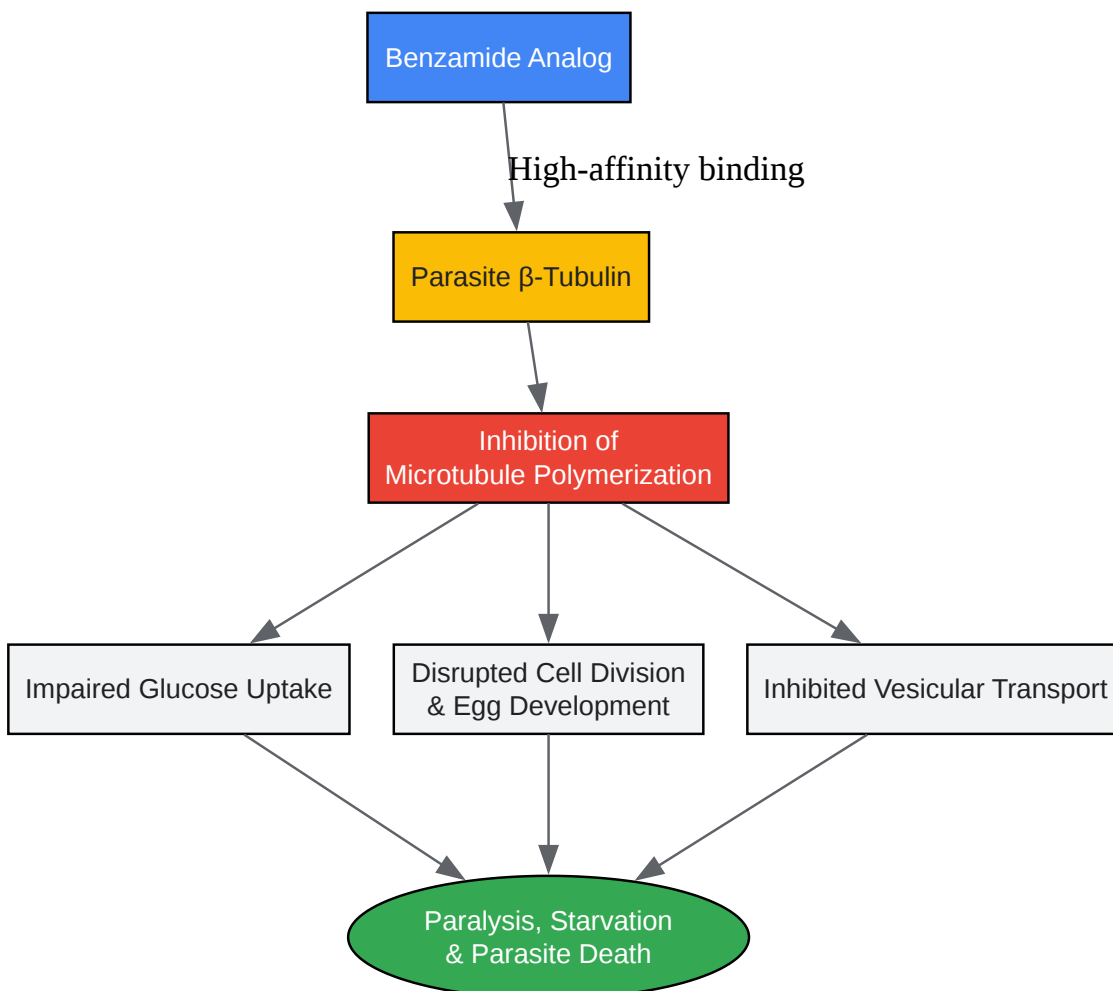 Benzamide Analog
High-affinity binding
Parasite β-Tubulin
Inhibition of
Microtubule Polymerization
Impaired Glucose Uptake
Disrupted Cell Division
& Egg Development
Inhibited Vesicular Transport
Paralysis, Starvation
& Parasite Death